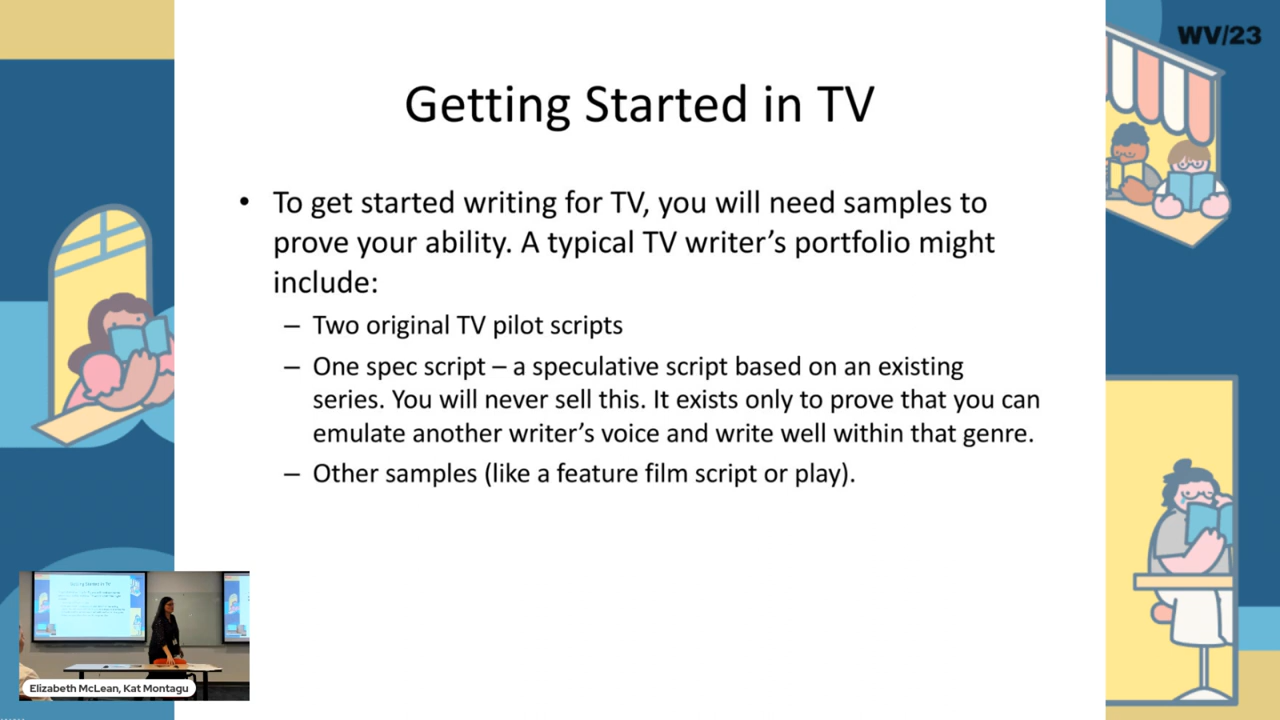 WV/23
Getting Started in TV
• To get started writing for TV, you will need samples to
prove your ability. A typical TV writer’s portfolio might
include:
– Two original TV pilot scripts
– One spec script – a speculative script based on an existing
series. You will never sell this. It exists only to prove that you can
emulate another writer’s voice and write well within that genre.
– Other samples (like a feature film script or play).
Getting Started in TV
Elizabeth McLean, Kat Montagu